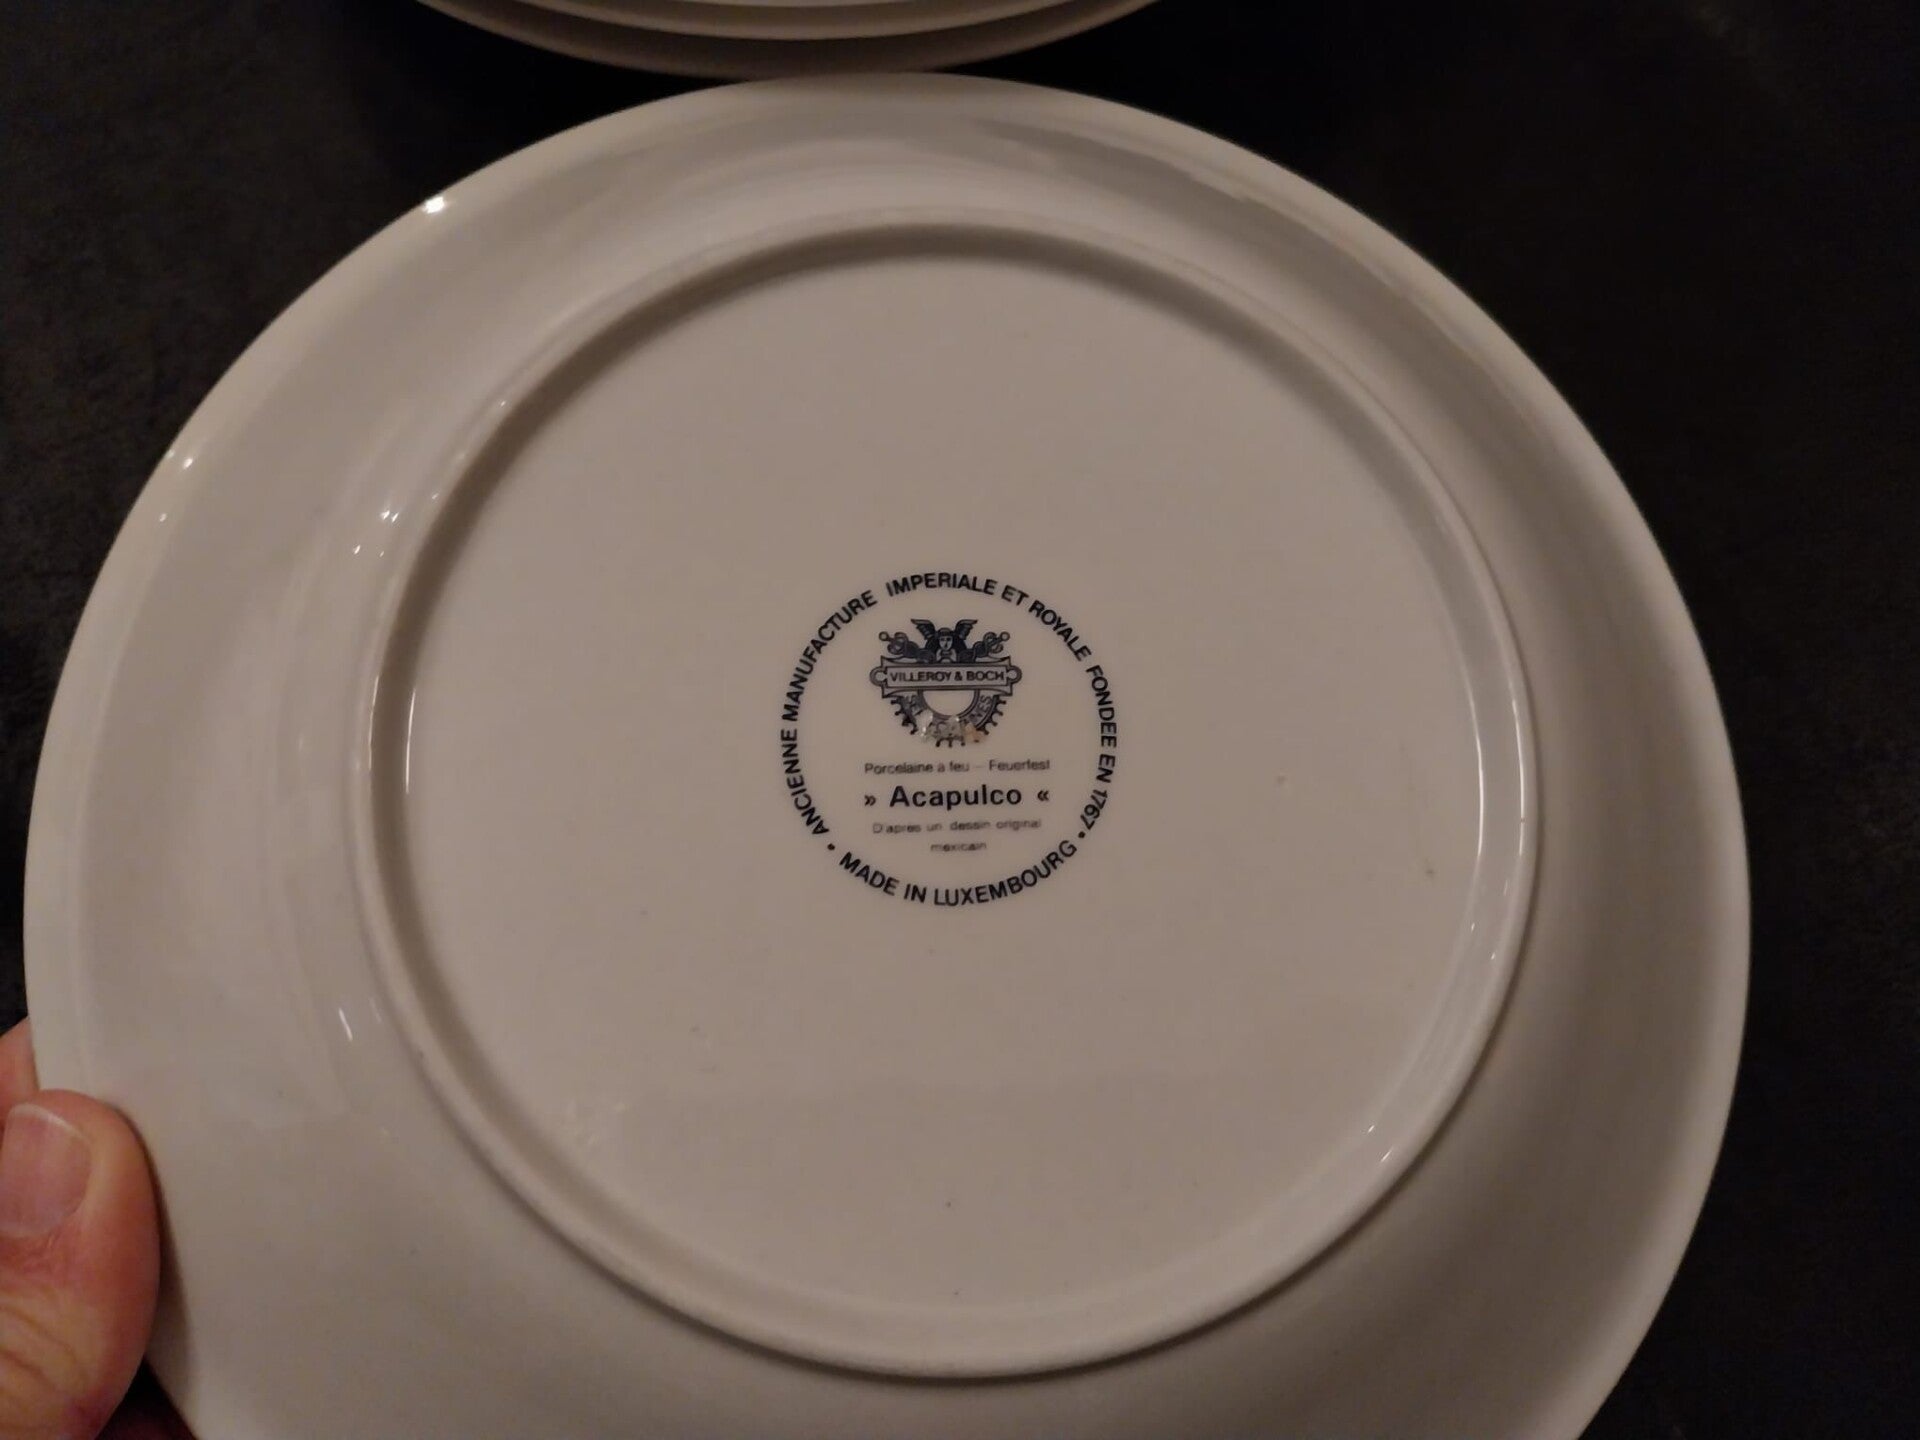 ANCIENNE MANUFACTURE IMPERIALE ET ROYALE FONDEE EN 1767 • MADE IN LUXEMBOURG •
VILLEROY & BOCH
Porcelaine a feu – Feuerfest
» Acapulco «
D'apres un dessin original
mexicain